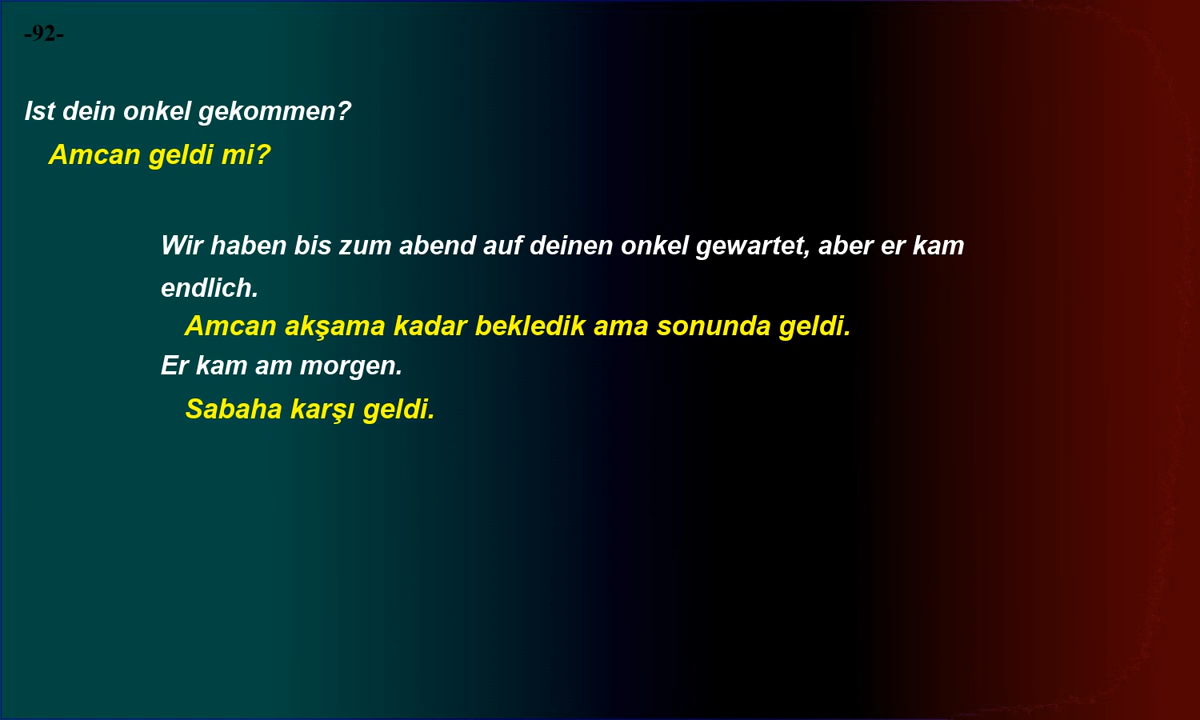 -92-
Ist dein onkel gekommen?
Amcan geldi mi?
Wir haben bis zum abend auf deinen onkel gewartet, aber er kam
endlich.
Amcan akşama kadar bekledik ama sonunda geldi.
Er kam am morgen.
Sabaha karşı geldi.